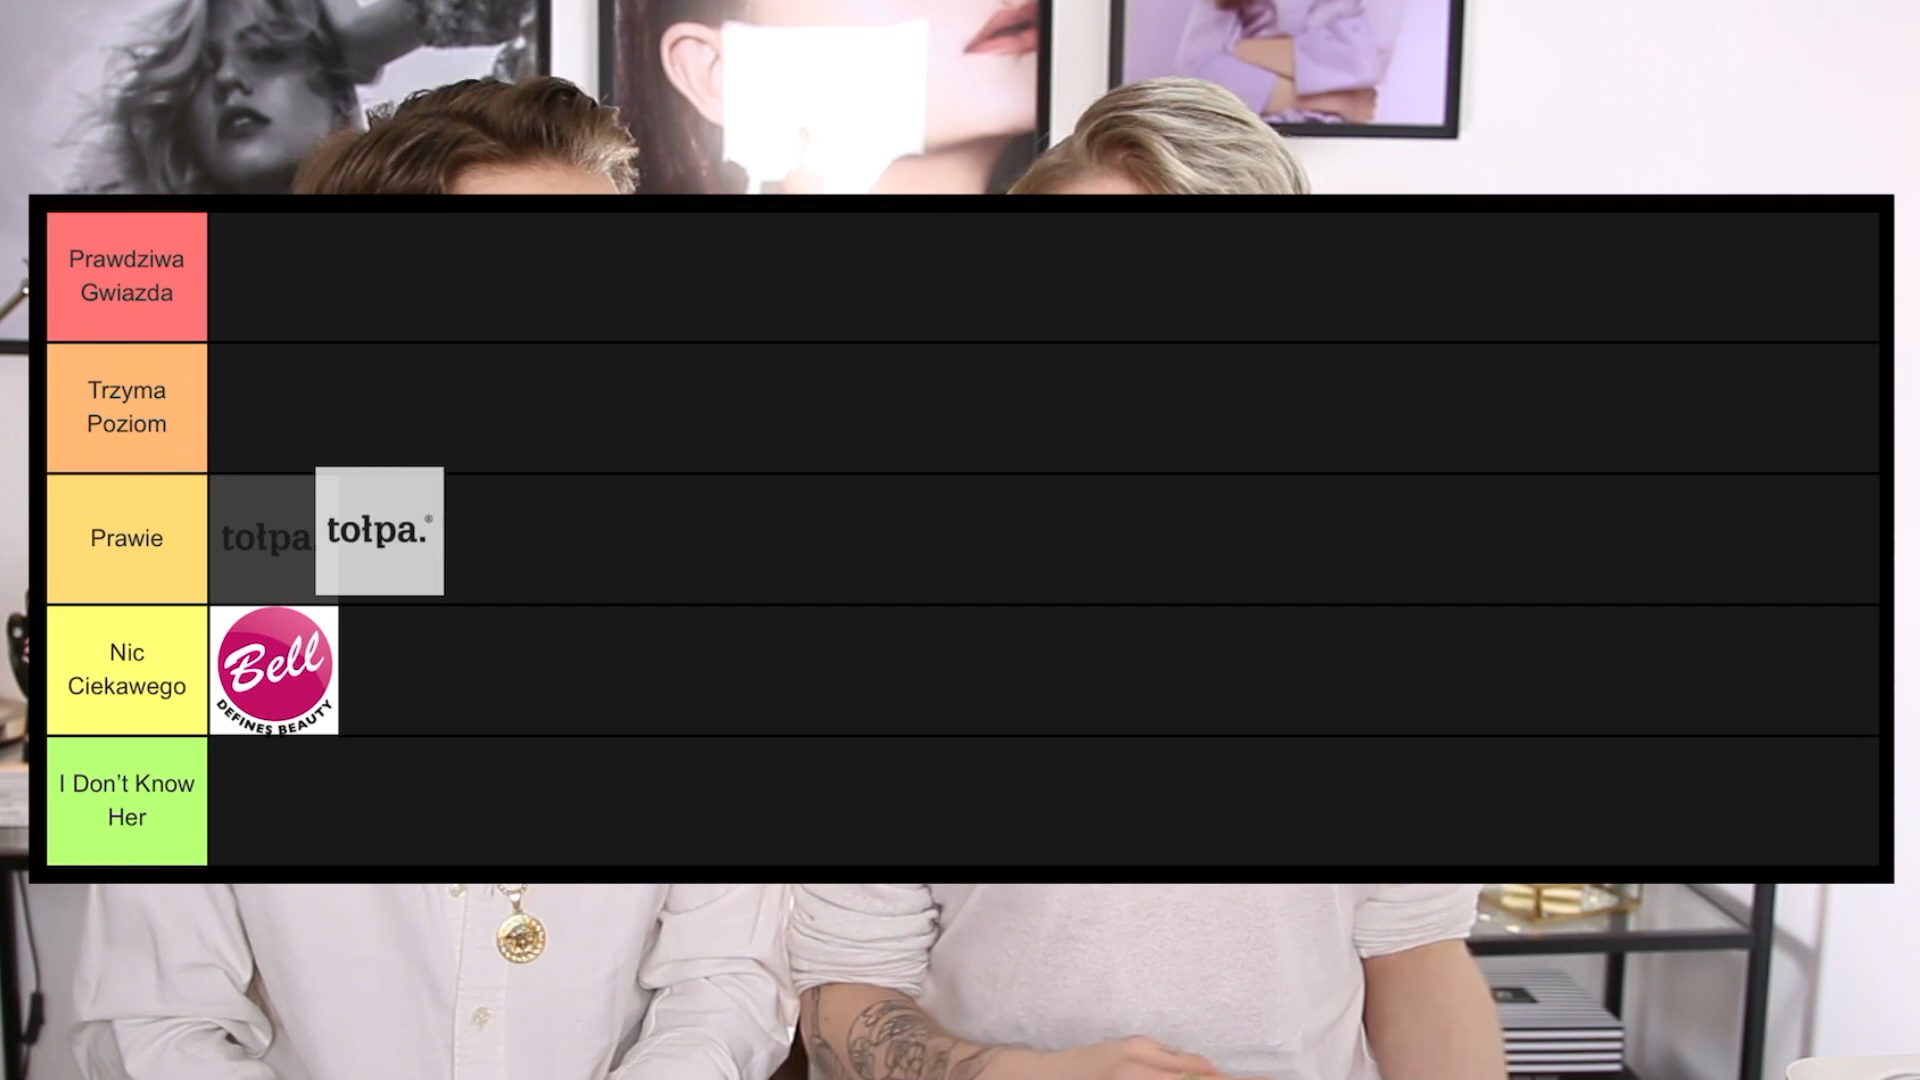 Prawdziwa
Gwiazda
Trzyma
Poziom
Prawie
tołpa.
tołpa.®
Nic
Ciekawego
Bell
DEFINES BEAUTY
I Don’t Know
Her